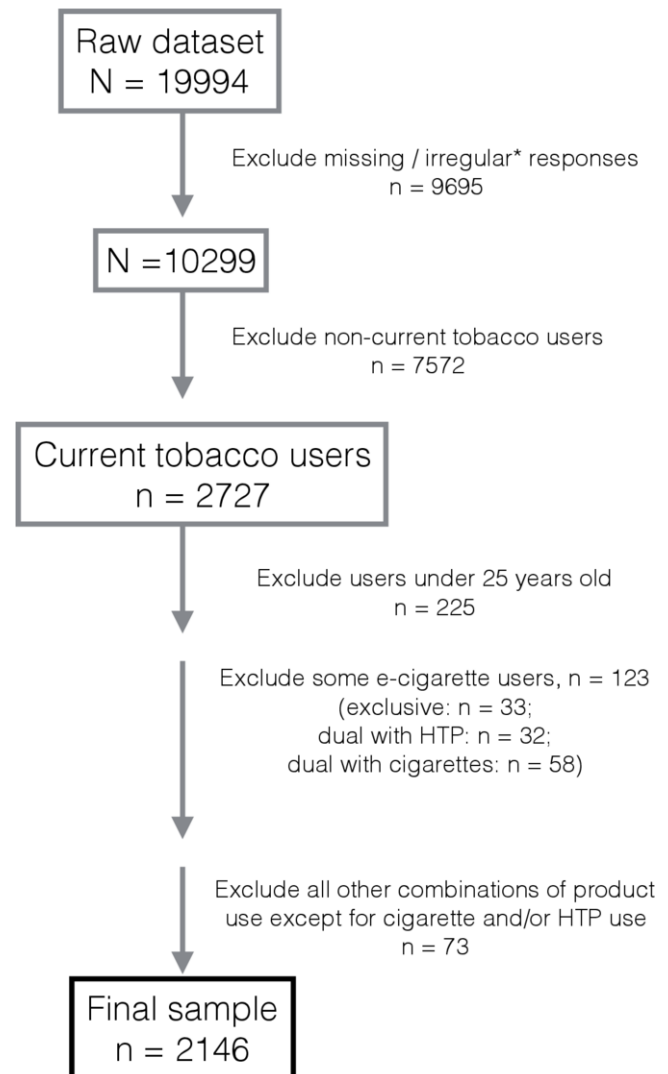 Raw dataset
N = 19994
Exclude missing / irregular* responses
n = 9695
N =10299
Exclude non-current tobacco users
n = 7572
Current tobacco users
n = 2727
Exclude users under 25 years old
n = 225
Exclude some e-cigarette users, n = 123
(exclusive: n = 33;
dual with HTP: n = 32;
dual with cigarettes: n = 58)
Exclude all other combinations of product
use except for cigarette and/or HTP use
n = 73
Final sample
n = 2146